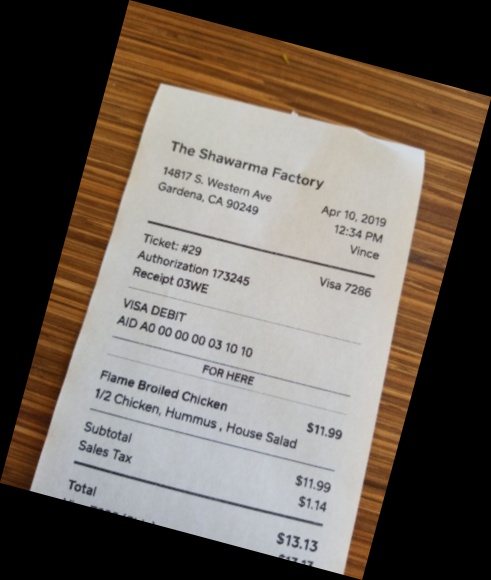 The Shawarma Factory
14817 S. Western Ave
Gardena, CA 90249
Apr 10, 2019
12:34 PM
Vince
Ticket: #29
Authorization 173245
Receipt 03WE
Visa 7286
VISA DEBIT
AID A0 00 00 00 03 10 10
FOR HERE
Flame Broiled Chicken $11.99
1/2 Chicken, Hummus , House Salad
Subtotal $11.99
Sales Tax $1.14
Total $13.13